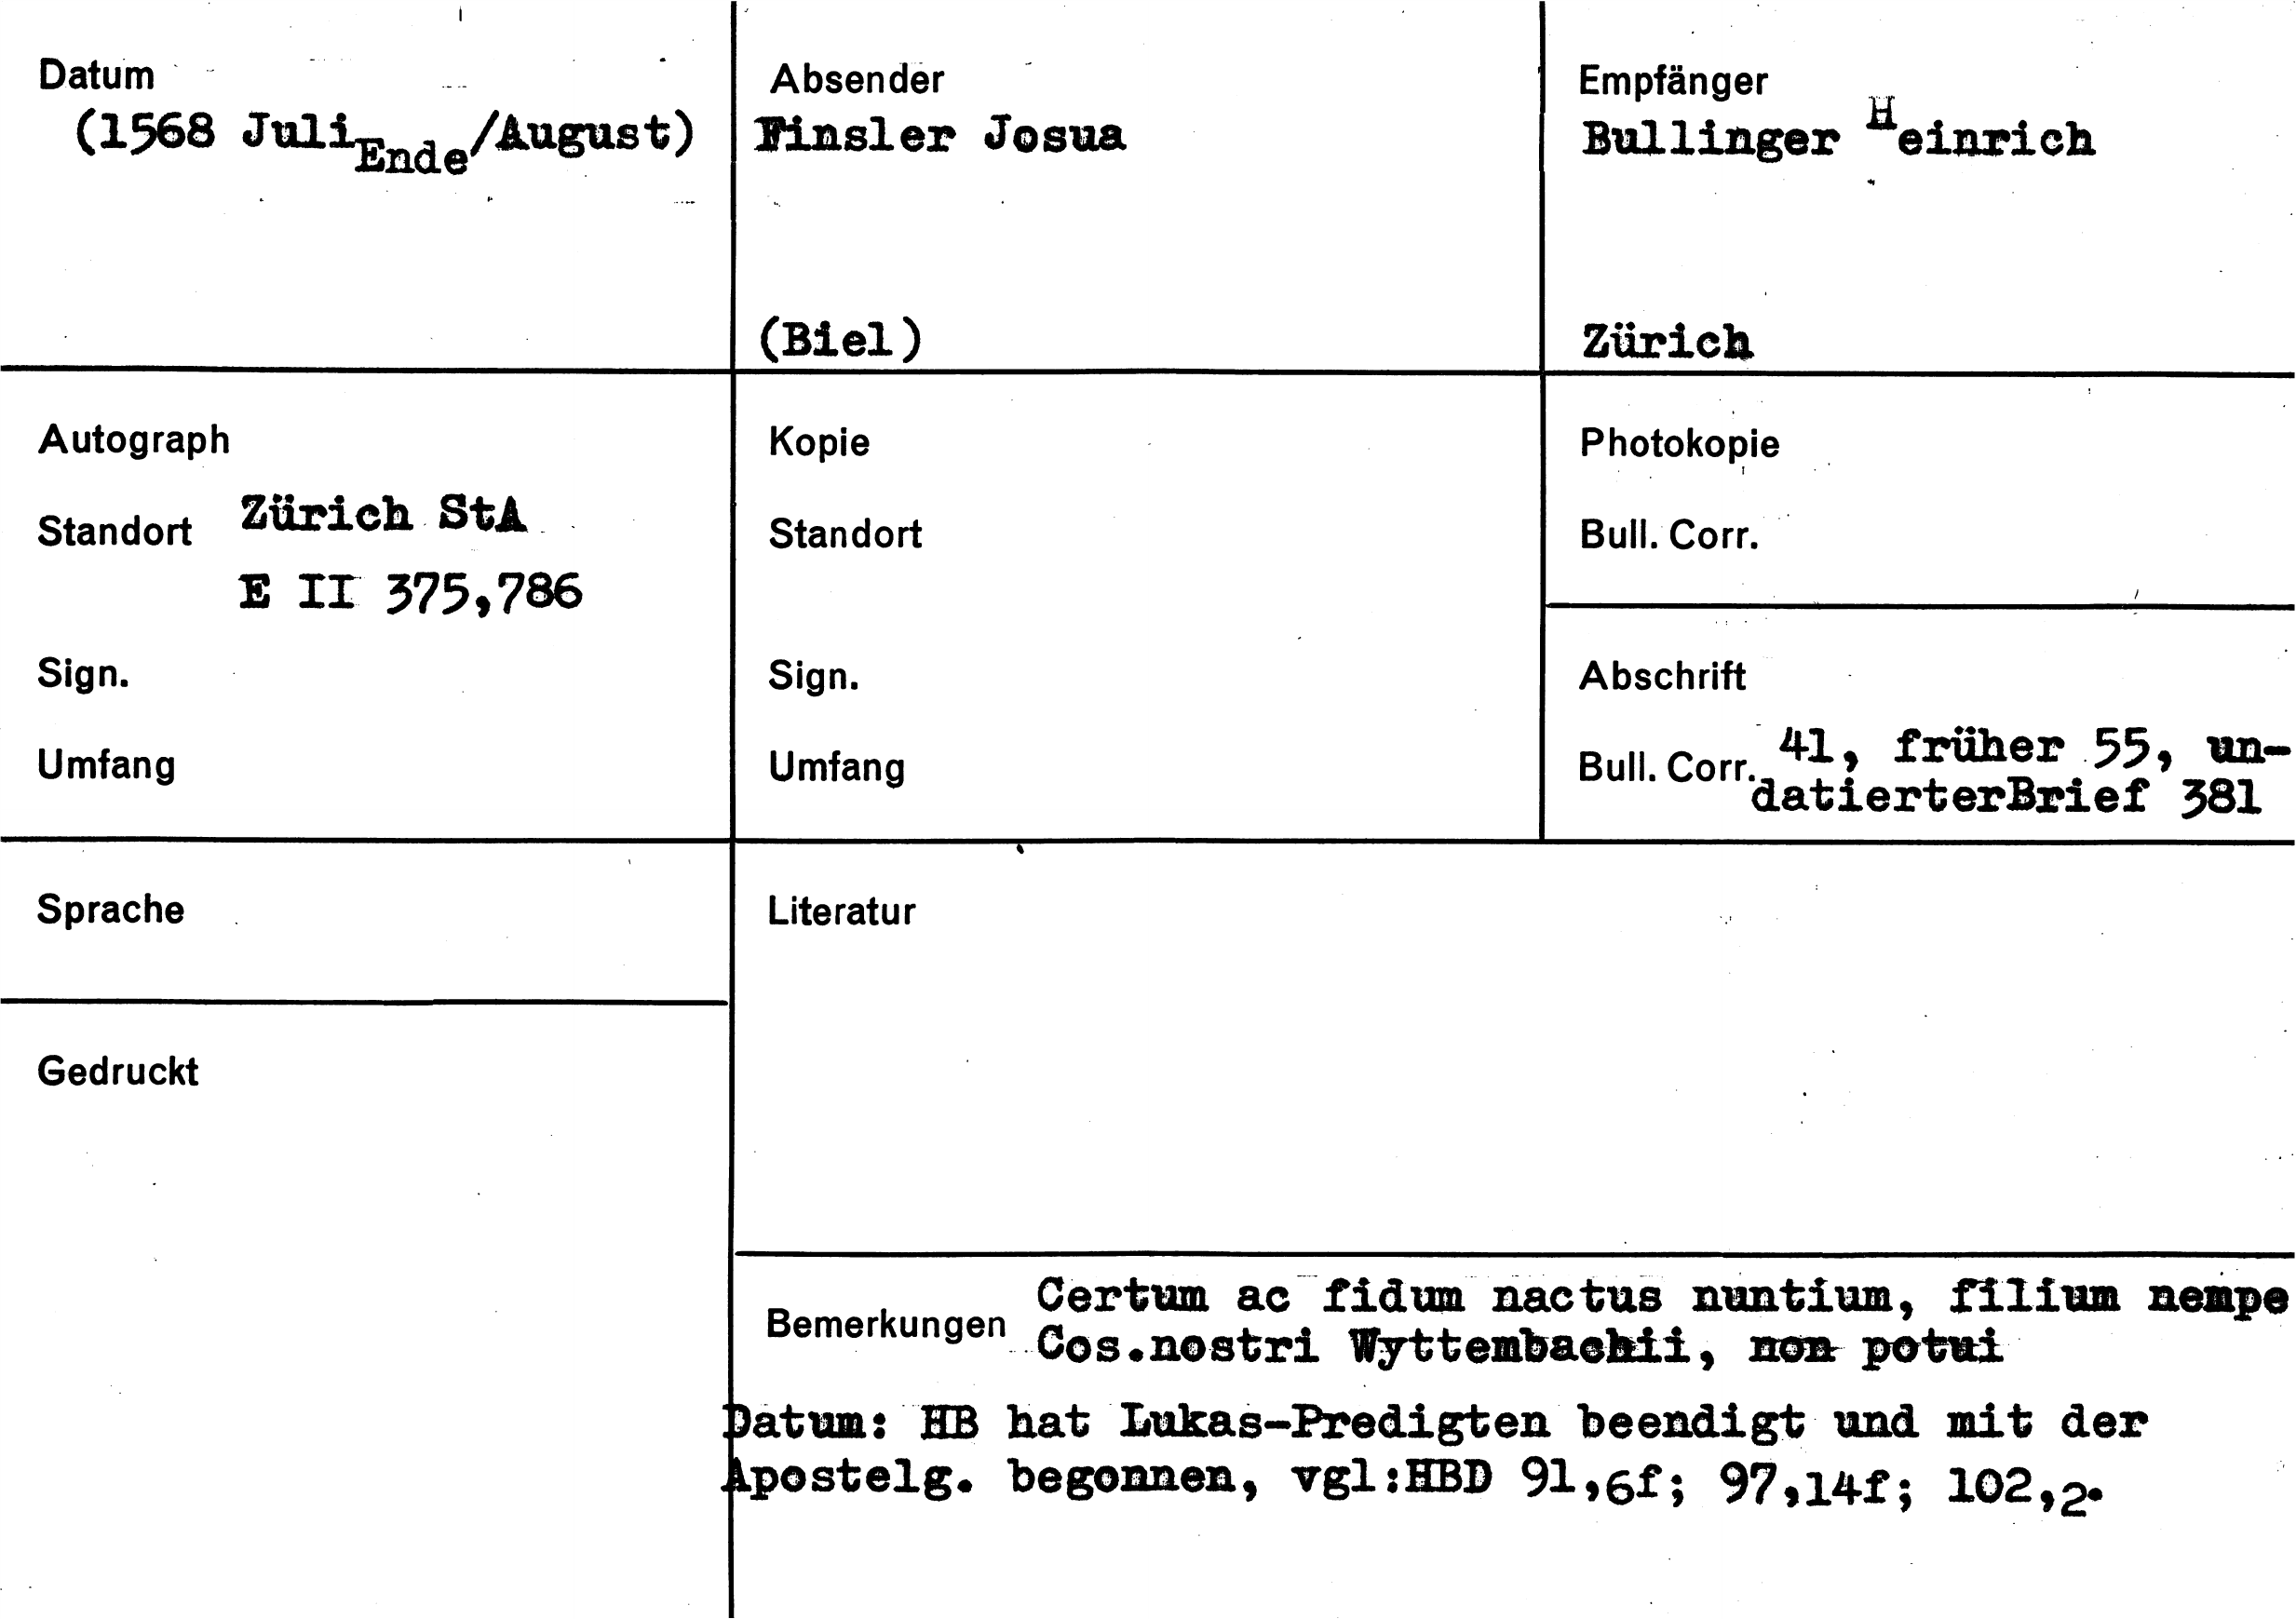 Datum
(1568 Juli Ende/August)
Absender
Finsler Josua
(Biel)
Empfänger
Bullinger Heinrich
Zürich
Autograph
Standort Zürich StA
E II 375,786
Sign.
Umfang
Kopie
Standort
Sign.
Umfang
Photokopie
Bull. Corr.
Abschrift
Bull. Corr. 41, früher 55, un-
datierterBrief 381
Sprache
Literatur
Gedruckt
Bemerkungen Certum ac fidum nactus nuntium, filium nempe
Cos.nostri Wyttembachii, non potui
Datum: HB hat Lukas-Predigten beendigt und mit der
Apostelg. begonnen, vgl:HBD 91,6f; 97,14f; 102,2.